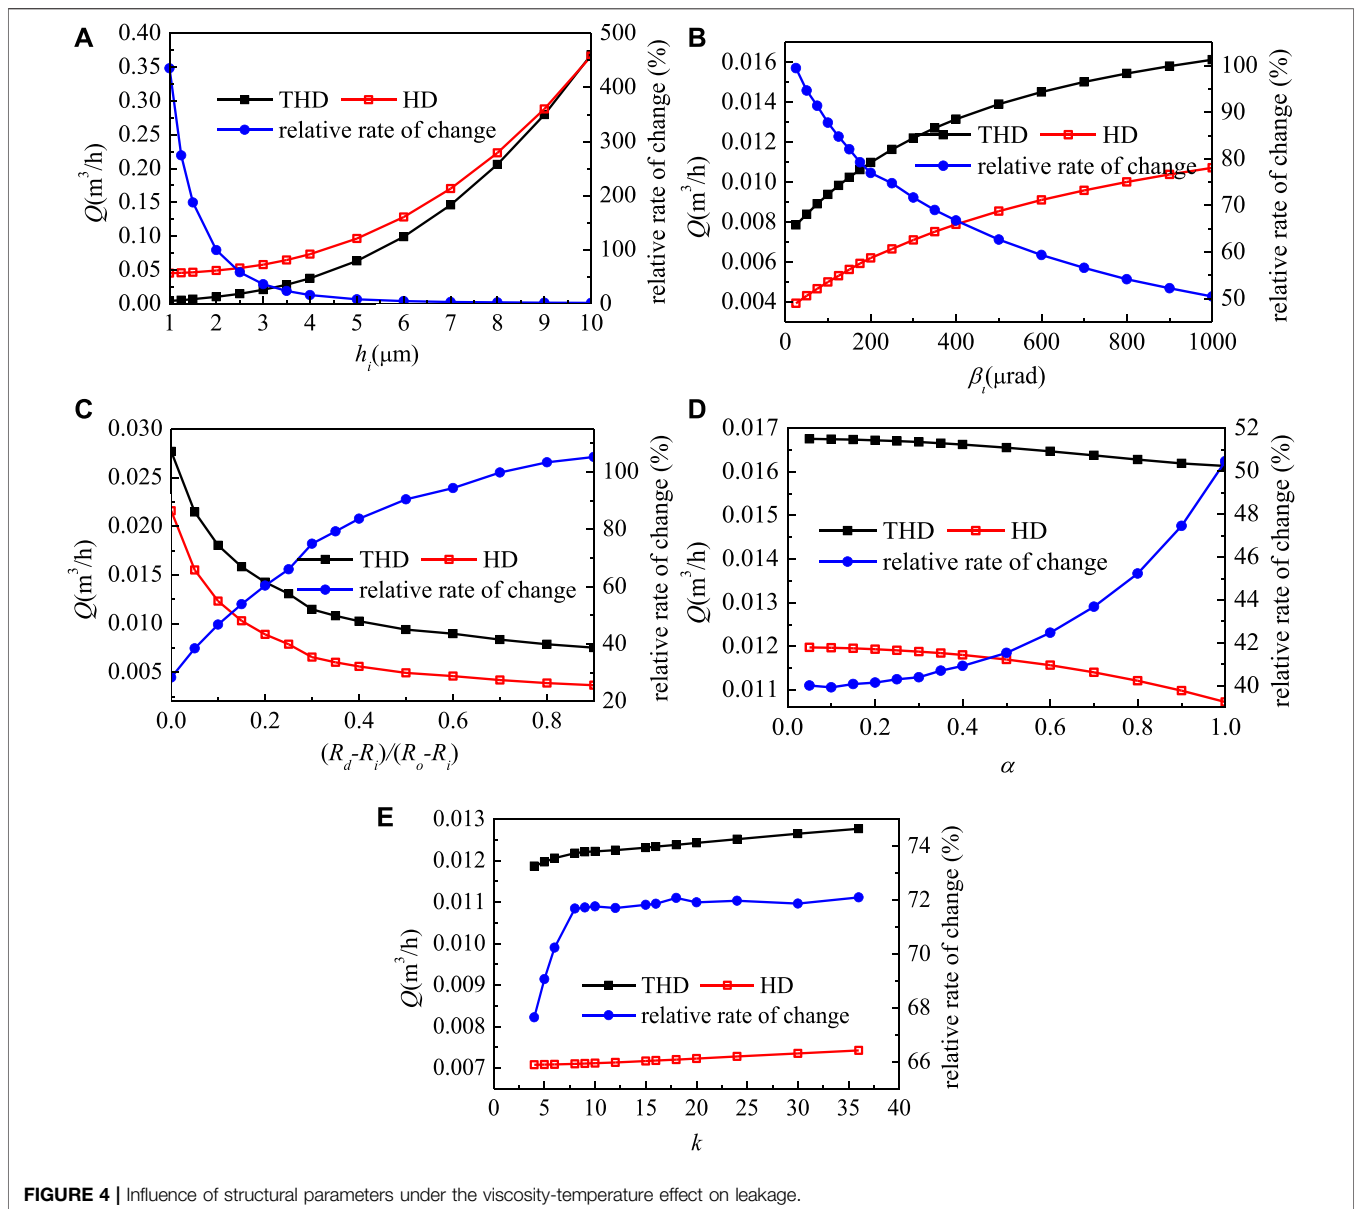 A
0.40
0.35
0.30
0.25
0.20
0.15
0.10
0.05
0.00
Q(m³/h)
THD
HD
relative rate of change
500
400
300
200
100
0
relative rate of change (%)
1 2 3 4 5 6 7 8 9 10
hᵢ(μm)
B
0.016
0.014
0.012
0.010
0.008
0.006
0.004
Q(m³/h)
THD
HD
relative rate of change
100
90
80
70
60
50
relative rate of change (%)
0 200 400 600 800 1000
βₜ(μrad)
C
0.030
0.025
0.020
0.015
0.010
0.005
Q(m³/h)
THD
HD
relative rate of change
100
80
60
40
20
relative rate of change (%)
0.0 0.2 0.4 0.6 0.8
(R_d-R_i)/(R_o-R_i)
D
0.017
0.016
0.015
0.014
0.013
0.012
0.011
Q(m³/h)
THD
HD
relative rate of change
52
50
48
46
44
42
40
relative rate of change (%)
0.0 0.2 0.4 0.6 0.8 1.0
α
E
0.013
0.012
0.011
0.010
0.009
0.008
0.007
Q(m³/h)
THD
HD
relative rate of change
74
72
70
68
66
relative rate of change (%)
0 5 10 15 20 25 30 35 40
k
FIGURE 4 | Influence of structural parameters under the viscosity-temperature effect on leakage.